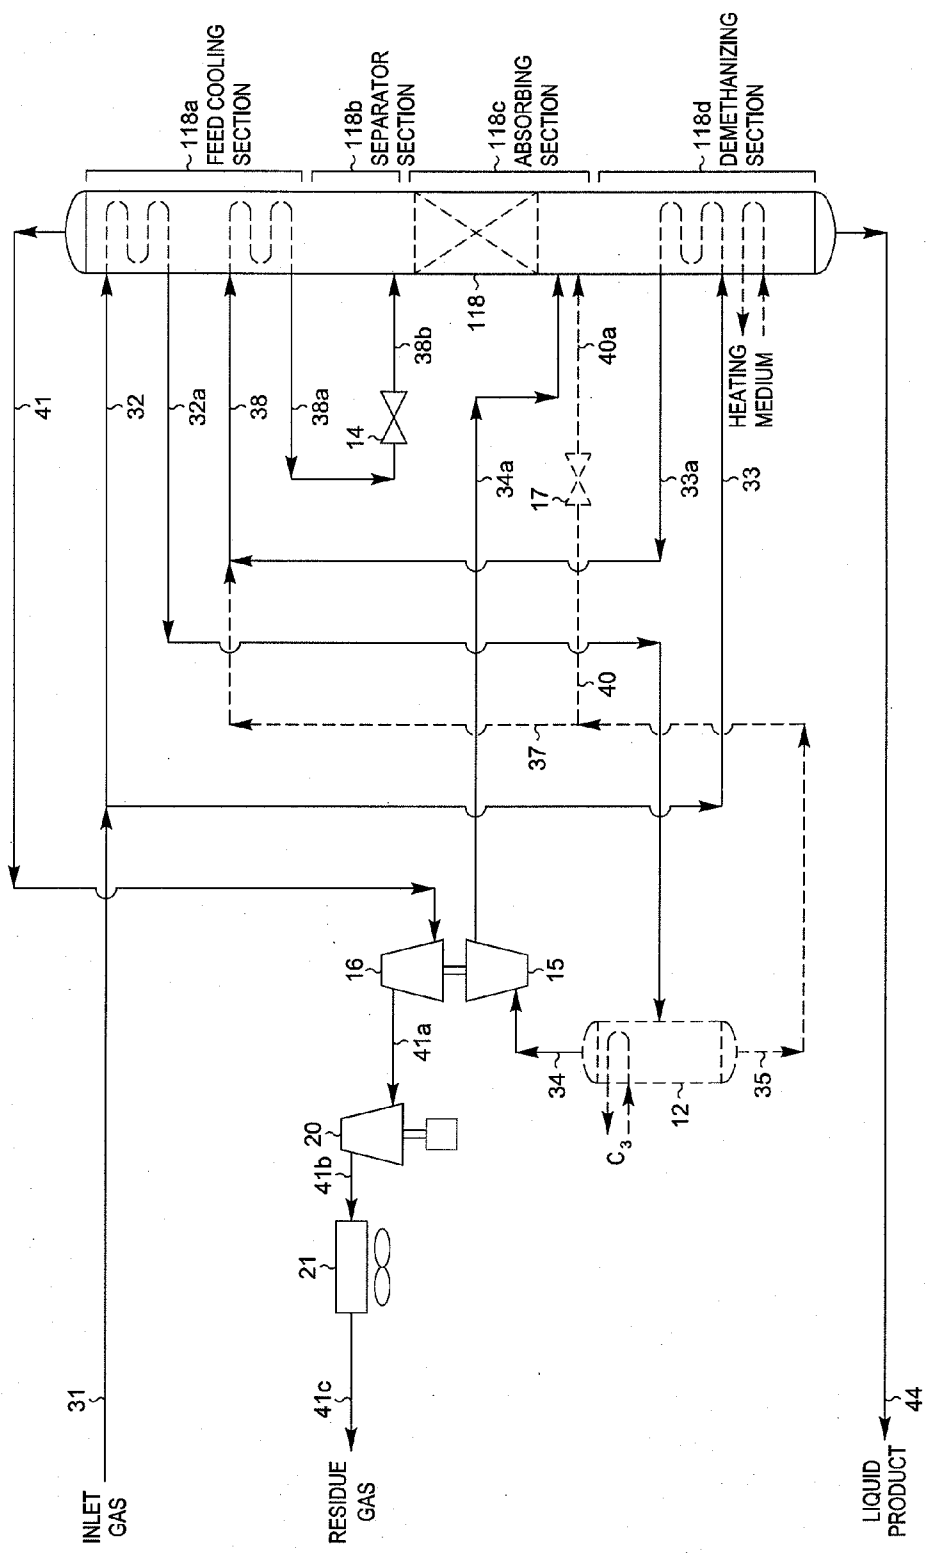 118a
FEED COOLING
SECTION
118b
SEPARATOR
SECTION
118c
ABSORBING
SECTION
118d
DEMETHANIZING
SECTION
41
32
32a
38
38a
14
38b
118
34a
17
40a
33a
33
HEATING
MEDIUM
40
37
16
15
41a
34
12
35
C3
20
41b
21
41c
31
INLET
GAS
RESIDUE
GAS
44
LIQUID
PRODUCT